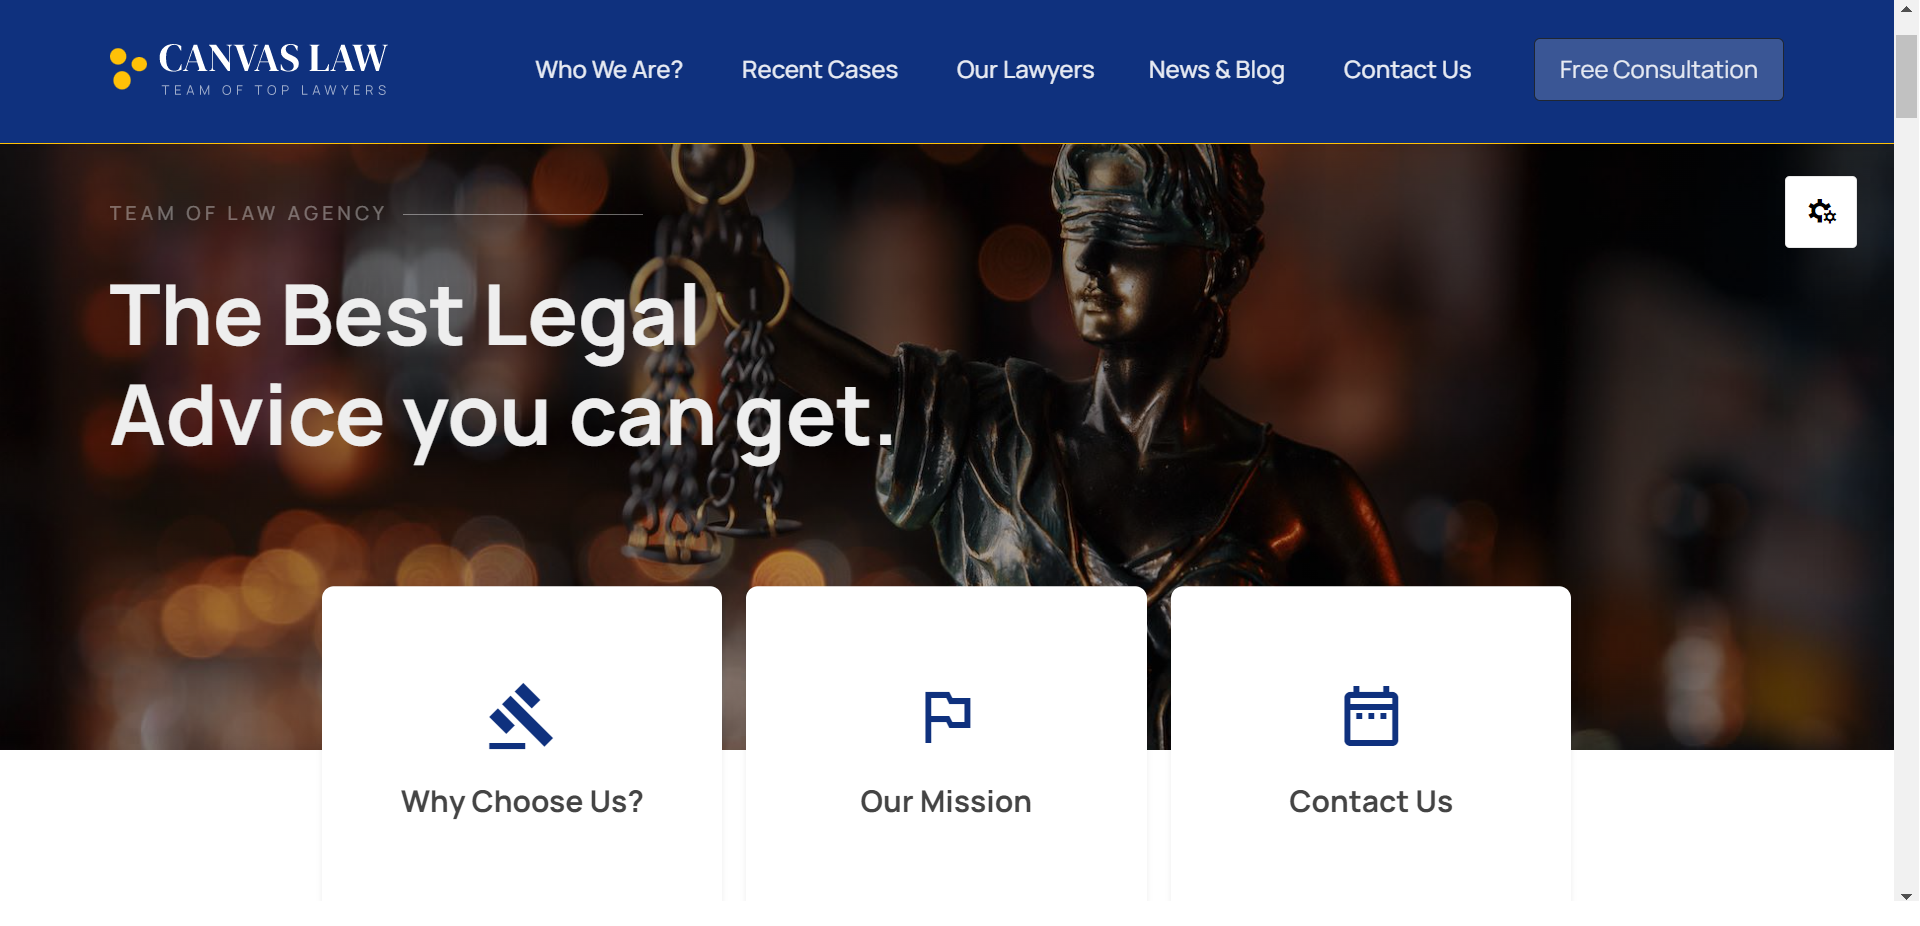 CANVAS LAW
TEAM OF TOP LAWYERS
Who We Are?
Recent Cases
Our Lawyers
News & Blog
Contact Us
Free Consultation
TEAM OF LAW AGENCY
The Best Legal
Advice you can get.
Why Choose Us?
Our Mission
Contact Us